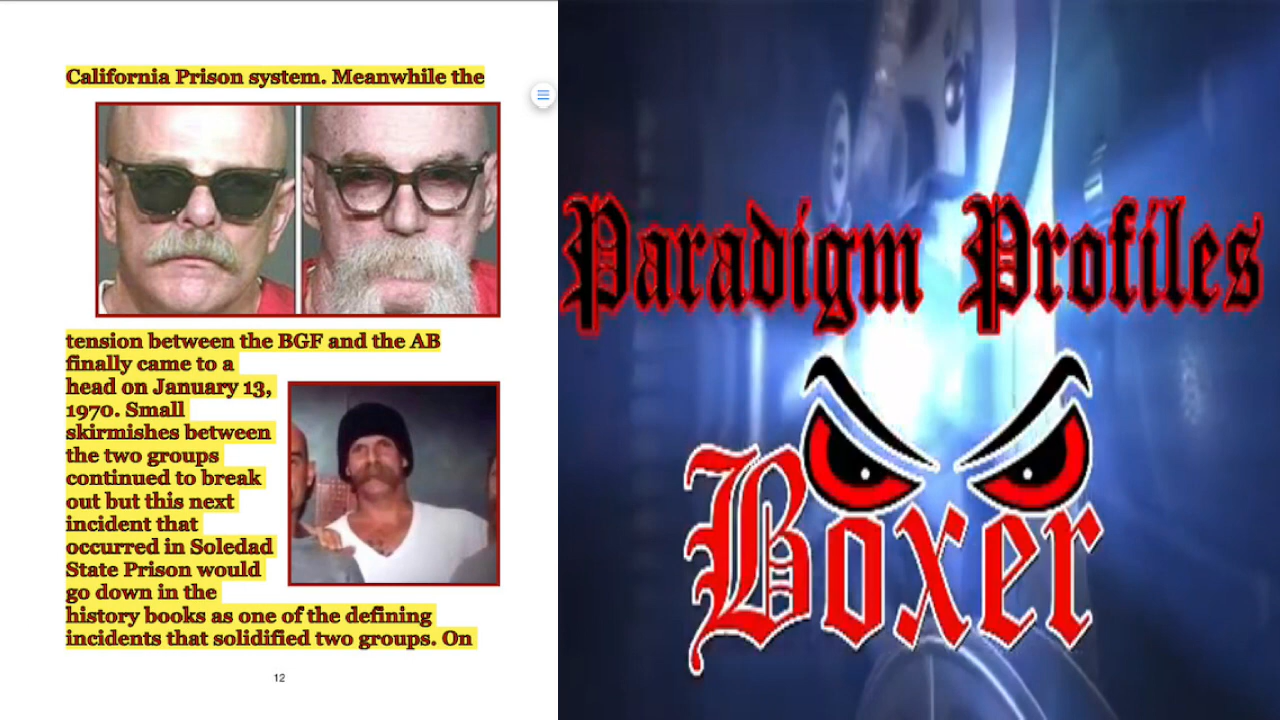 California Prison system. Meanwhile the
tension between the BGF and the AB
finally came to a
head on January 13,
1970. Small
skirmishes between
the two groups
continued to break
out but this next
incident that
occurred in Soledad
State Prison would
go down in the
history books as one of the defining
incidents that solidified two groups. On
12
Paradigm Profiles
Boxer